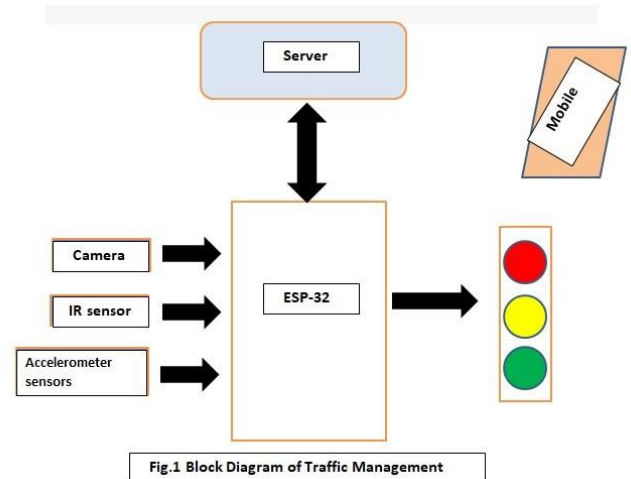 Server
Mobile
Camera
ESP-32
IR sensor
Accelerometer
sensors
Fig.1 Block Diagram of Traffic Management